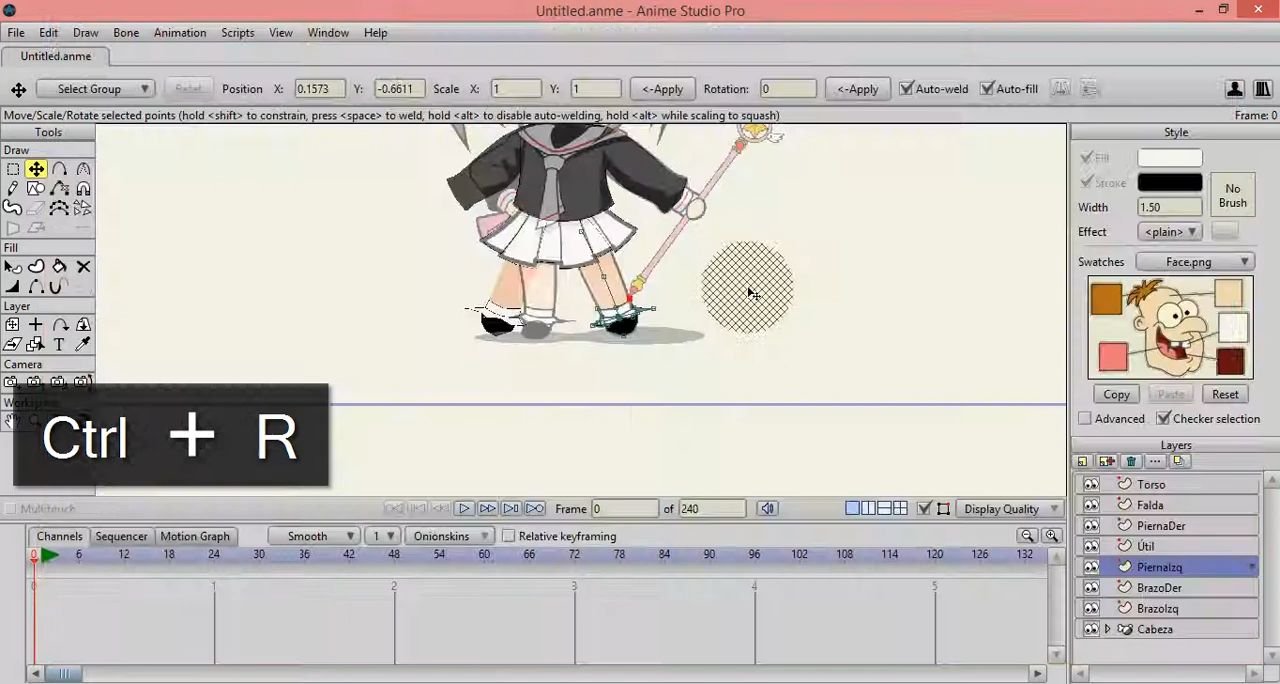 Untitled.anme - Anime Studio Pro
File Edit Draw Bone Animation Scripts View Window Help
Untitled.anme
Select Group Reset Position X: 0.1573 Y: -0.6611 Scale X: 1 Y: 1 <-Apply Rotation: 0 <-Apply Auto-weld Auto-fill
Move/Scale/Rotate selected points (hold <shift> to constrain, press <space> to weld, hold <alt> to disable auto-welding, hold <alt> while scaling to squash)
Frame: 0
Tools
Draw
Fill
Layer
T
Camera
Ctrl + R
Style
Fill
Stroke
No
Brush
Width 1.50
Effect <plain>
Swatches Face.png
Copy Paste Reset
Advanced Checker selection
Layers
Torso
Falda
PiernaDer
Útil
PiernaIzq
BrazoDer
BrazoIzq
Cabeza
Multitouch
Frame 0 of 240 Display Quality
Channels Sequencer Motion Graph Smooth 1 Onionskins Relative keyframing
0 6 12 18 24 30 36 42 48 54 60 66 72 78 84 90 96 102 108 114 120 126 132
0 1 2 3 4 5